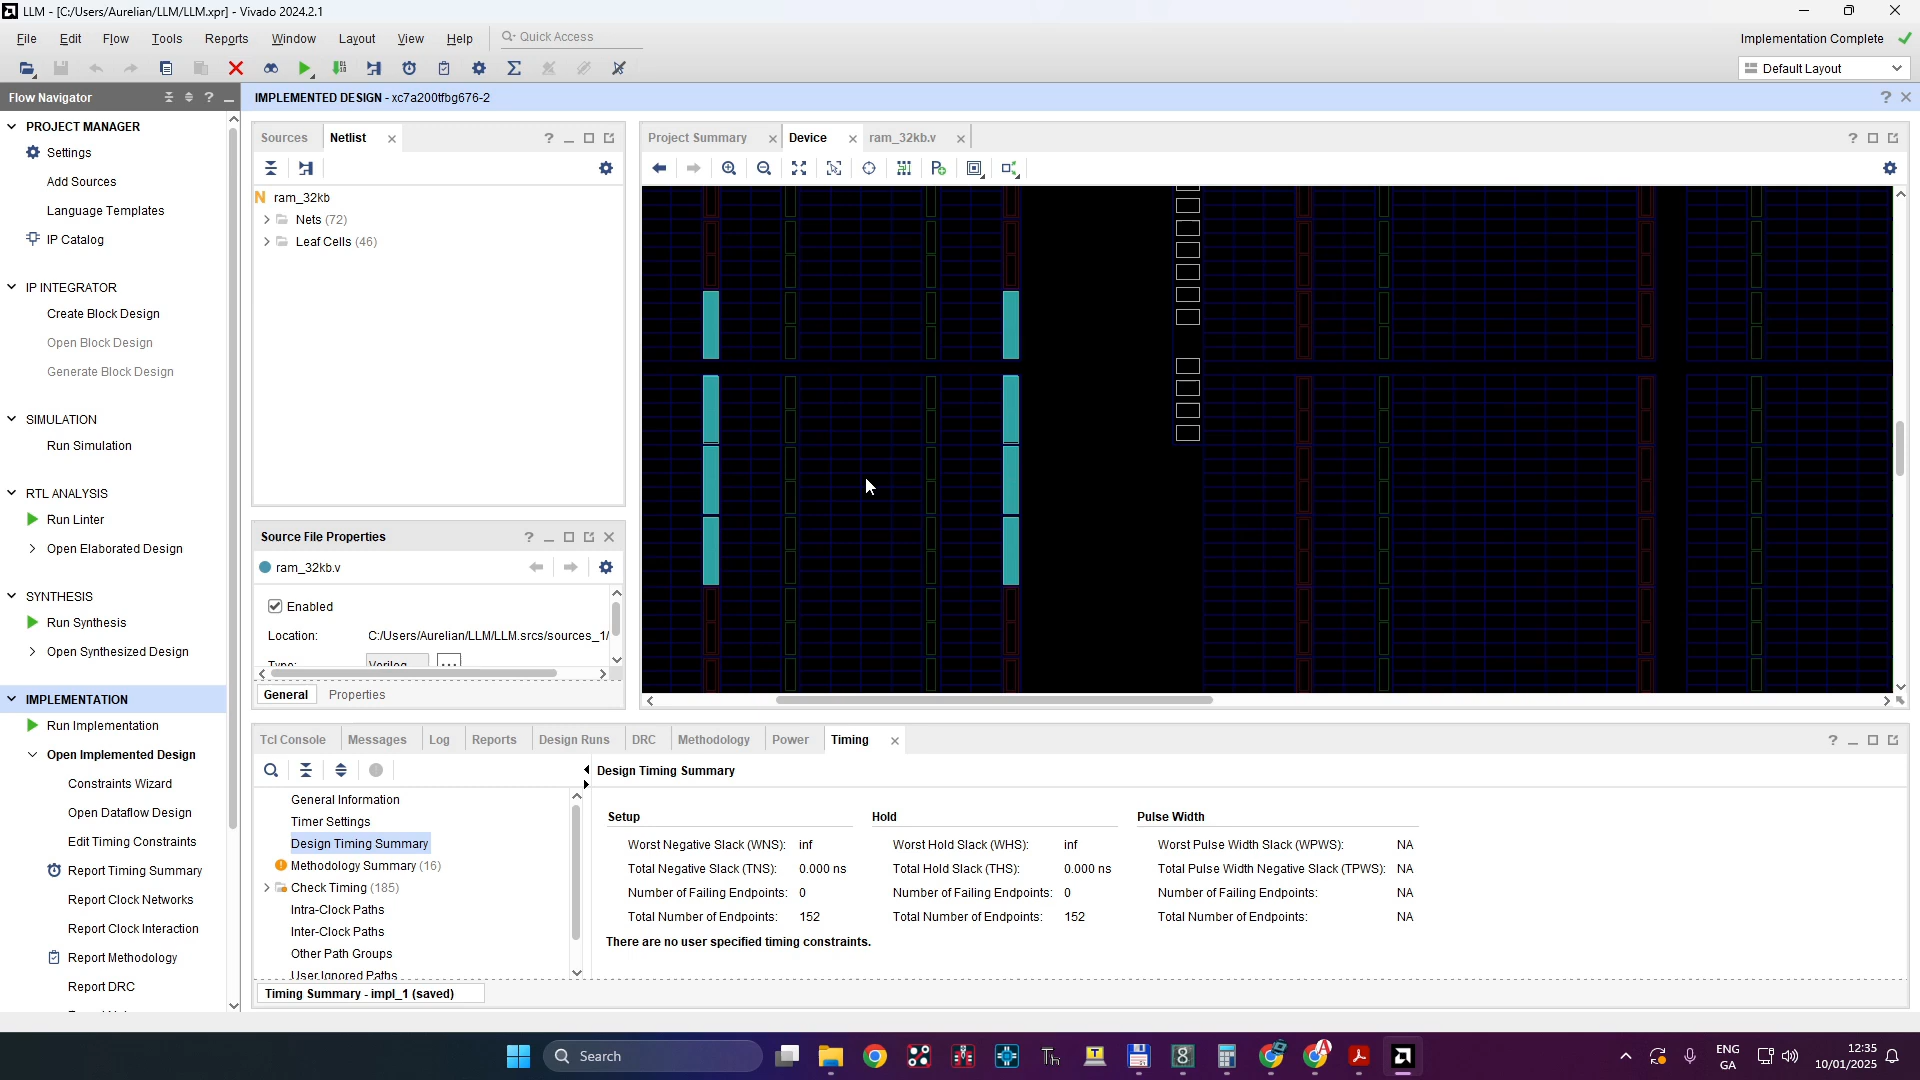 LLM - [C:/Users/Aurelian/LLM/LLM.xpr] - Vivado 2024.2.1
File Edit Flow Tools Reports Window Layout View Help Quick Access
Implementation Complete
Default Layout
Flow Navigator
IMPLEMENTED DESIGN - xc7a200tfbg676-2
PROJECT MANAGER
Settings
Add Sources
Language Templates
IP Catalog
IP INTEGRATOR
Create Block Design
Open Block Design
Generate Block Design
SIMULATION
Run Simulation
RTL ANALYSIS
Run Linter
Open Elaborated Design
SYNTHESIS
Run Synthesis
Open Synthesized Design
IMPLEMENTATION
Run Implementation
Open Implemented Design
Constraints Wizard
Open Dataflow Design
Edit Timing Constraints
Report Timing Summary
Report Clock Networks
Report Clock Interaction
Report Methodology
Report DRC
Sources Netlist
N ram_32kb
Nets (72)
Leaf Cells (46)
Source File Properties
ram_32kb.v
Enabled
Location: C:/Users/Aurelian/LLM/LLM.srcs/sources_1/
Type: Verilog ...
General Properties
Project Summary Device ram_32kb.v
Tcl Console Messages Log Reports Design Runs DRC Methodology Power Timing
General Information
Timer Settings
Design Timing Summary
Methodology Summary (16)
Check Timing (185)
Intra-Clock Paths
Inter-Clock Paths
Other Path Groups
User Ignored Paths
Timing Summary - impl_1 (saved)
Design Timing Summary
Setup Hold Pulse Width
Worst Negative Slack (WNS): inf Worst Hold Slack (WHS): inf Worst Pulse Width Slack (WPWS): NA
Total Negative Slack (TNS): 0.000 ns Total Hold Slack (THS): 0.000 ns Total Pulse Width Negative Slack (TPWS): NA
Number of Failing Endpoints: 0 Number of Failing Endpoints: 0 Number of Failing Endpoints: NA
Total Number of Endpoints: 152 Total Number of Endpoints: 152 Total Number of Endpoints: NA
There are no user specified timing constraints.
Search
ENG
GA
12:35
10/01/2025